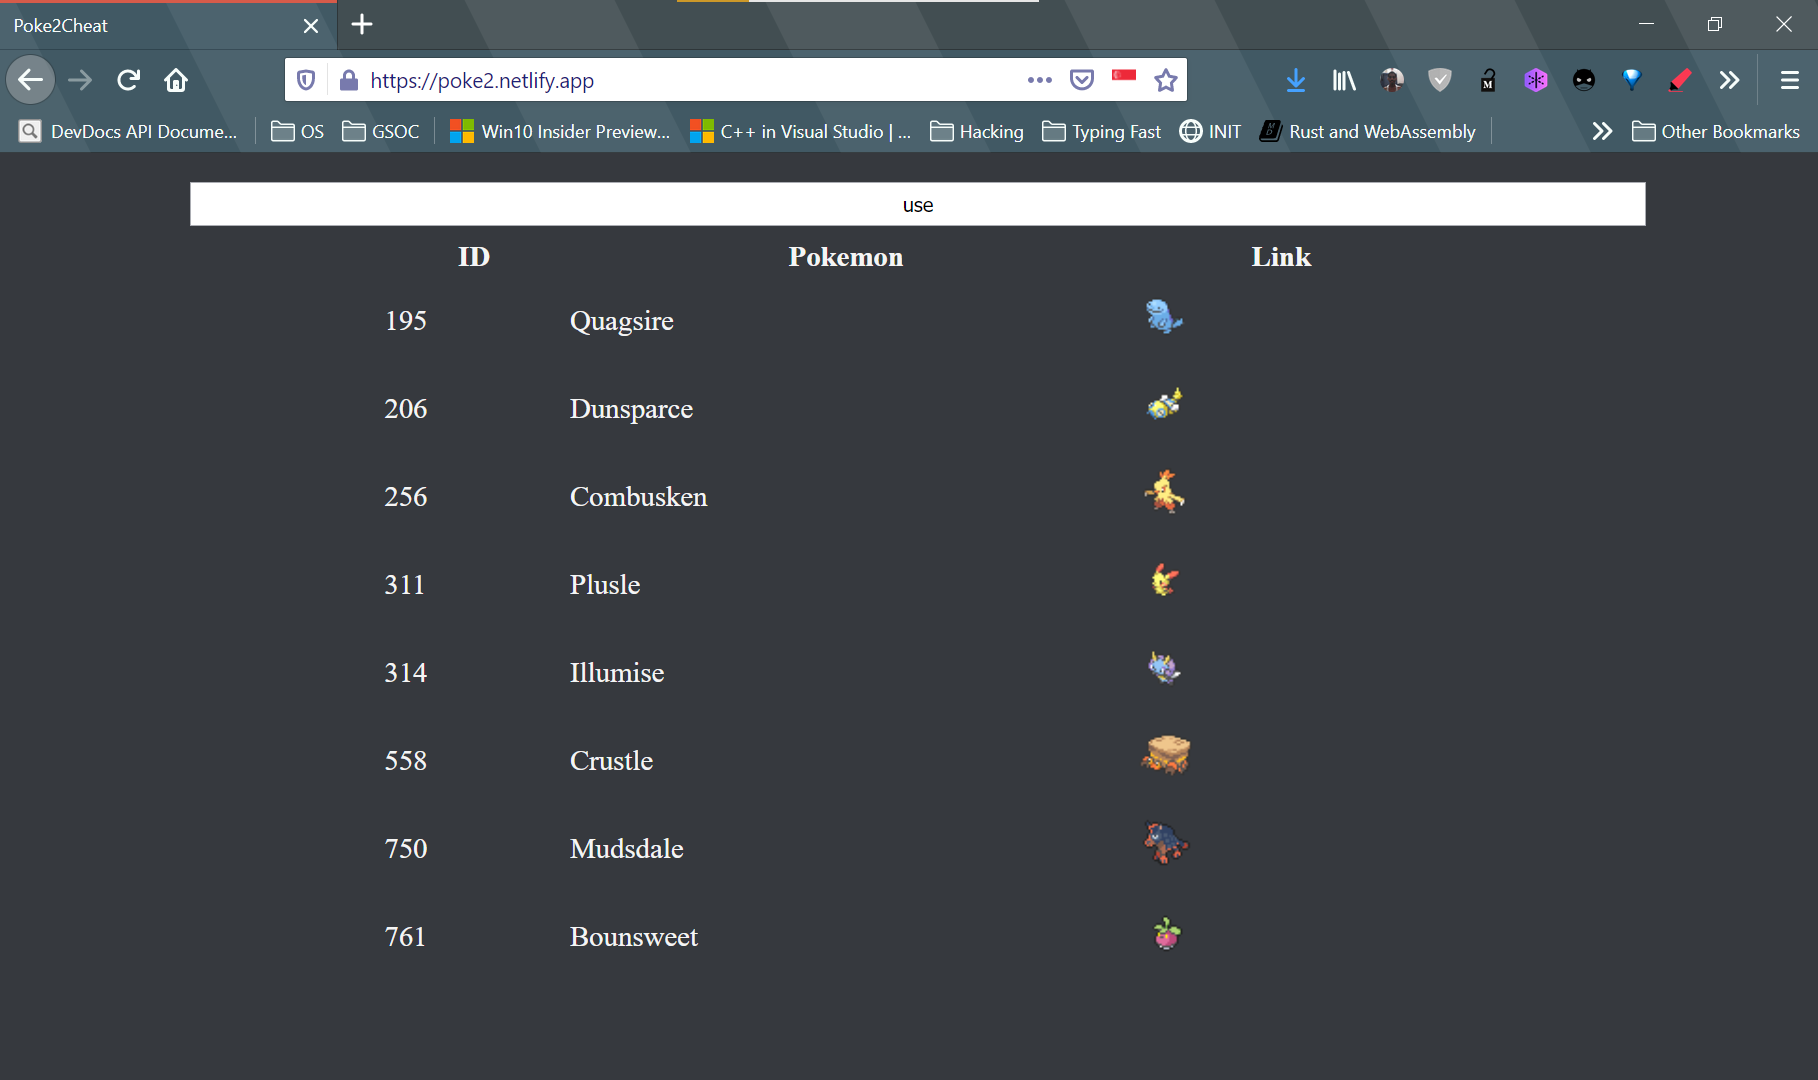 Poke2Cheat
https://poke2.netlify.app
DevDocs API Docume... OS GSOC Win10 Insider Preview... C++ in Visual Studio | ... Hacking Typing Fast INIT Rust and WebAssembly Other Bookmarks
use
ID Pokemon Link
195 Quagsire
206 Dunsparce
256 Combusken
311 Plusle
314 Illumise
558 Crustle
750 Mudsdale
761 Bounsweet